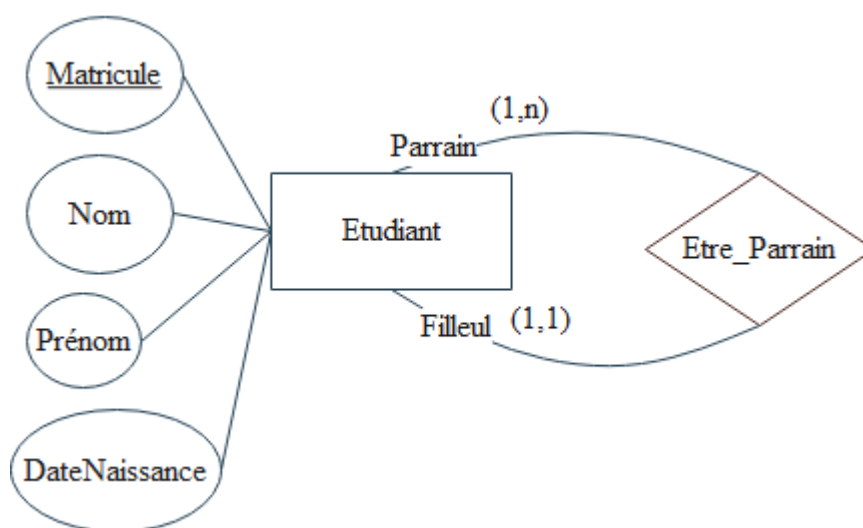 Matricule
(1,n)
Parrain
Nom
Etudiant
Etre_Parrain
Filleul (1,1)
Prénom
DateNaissance